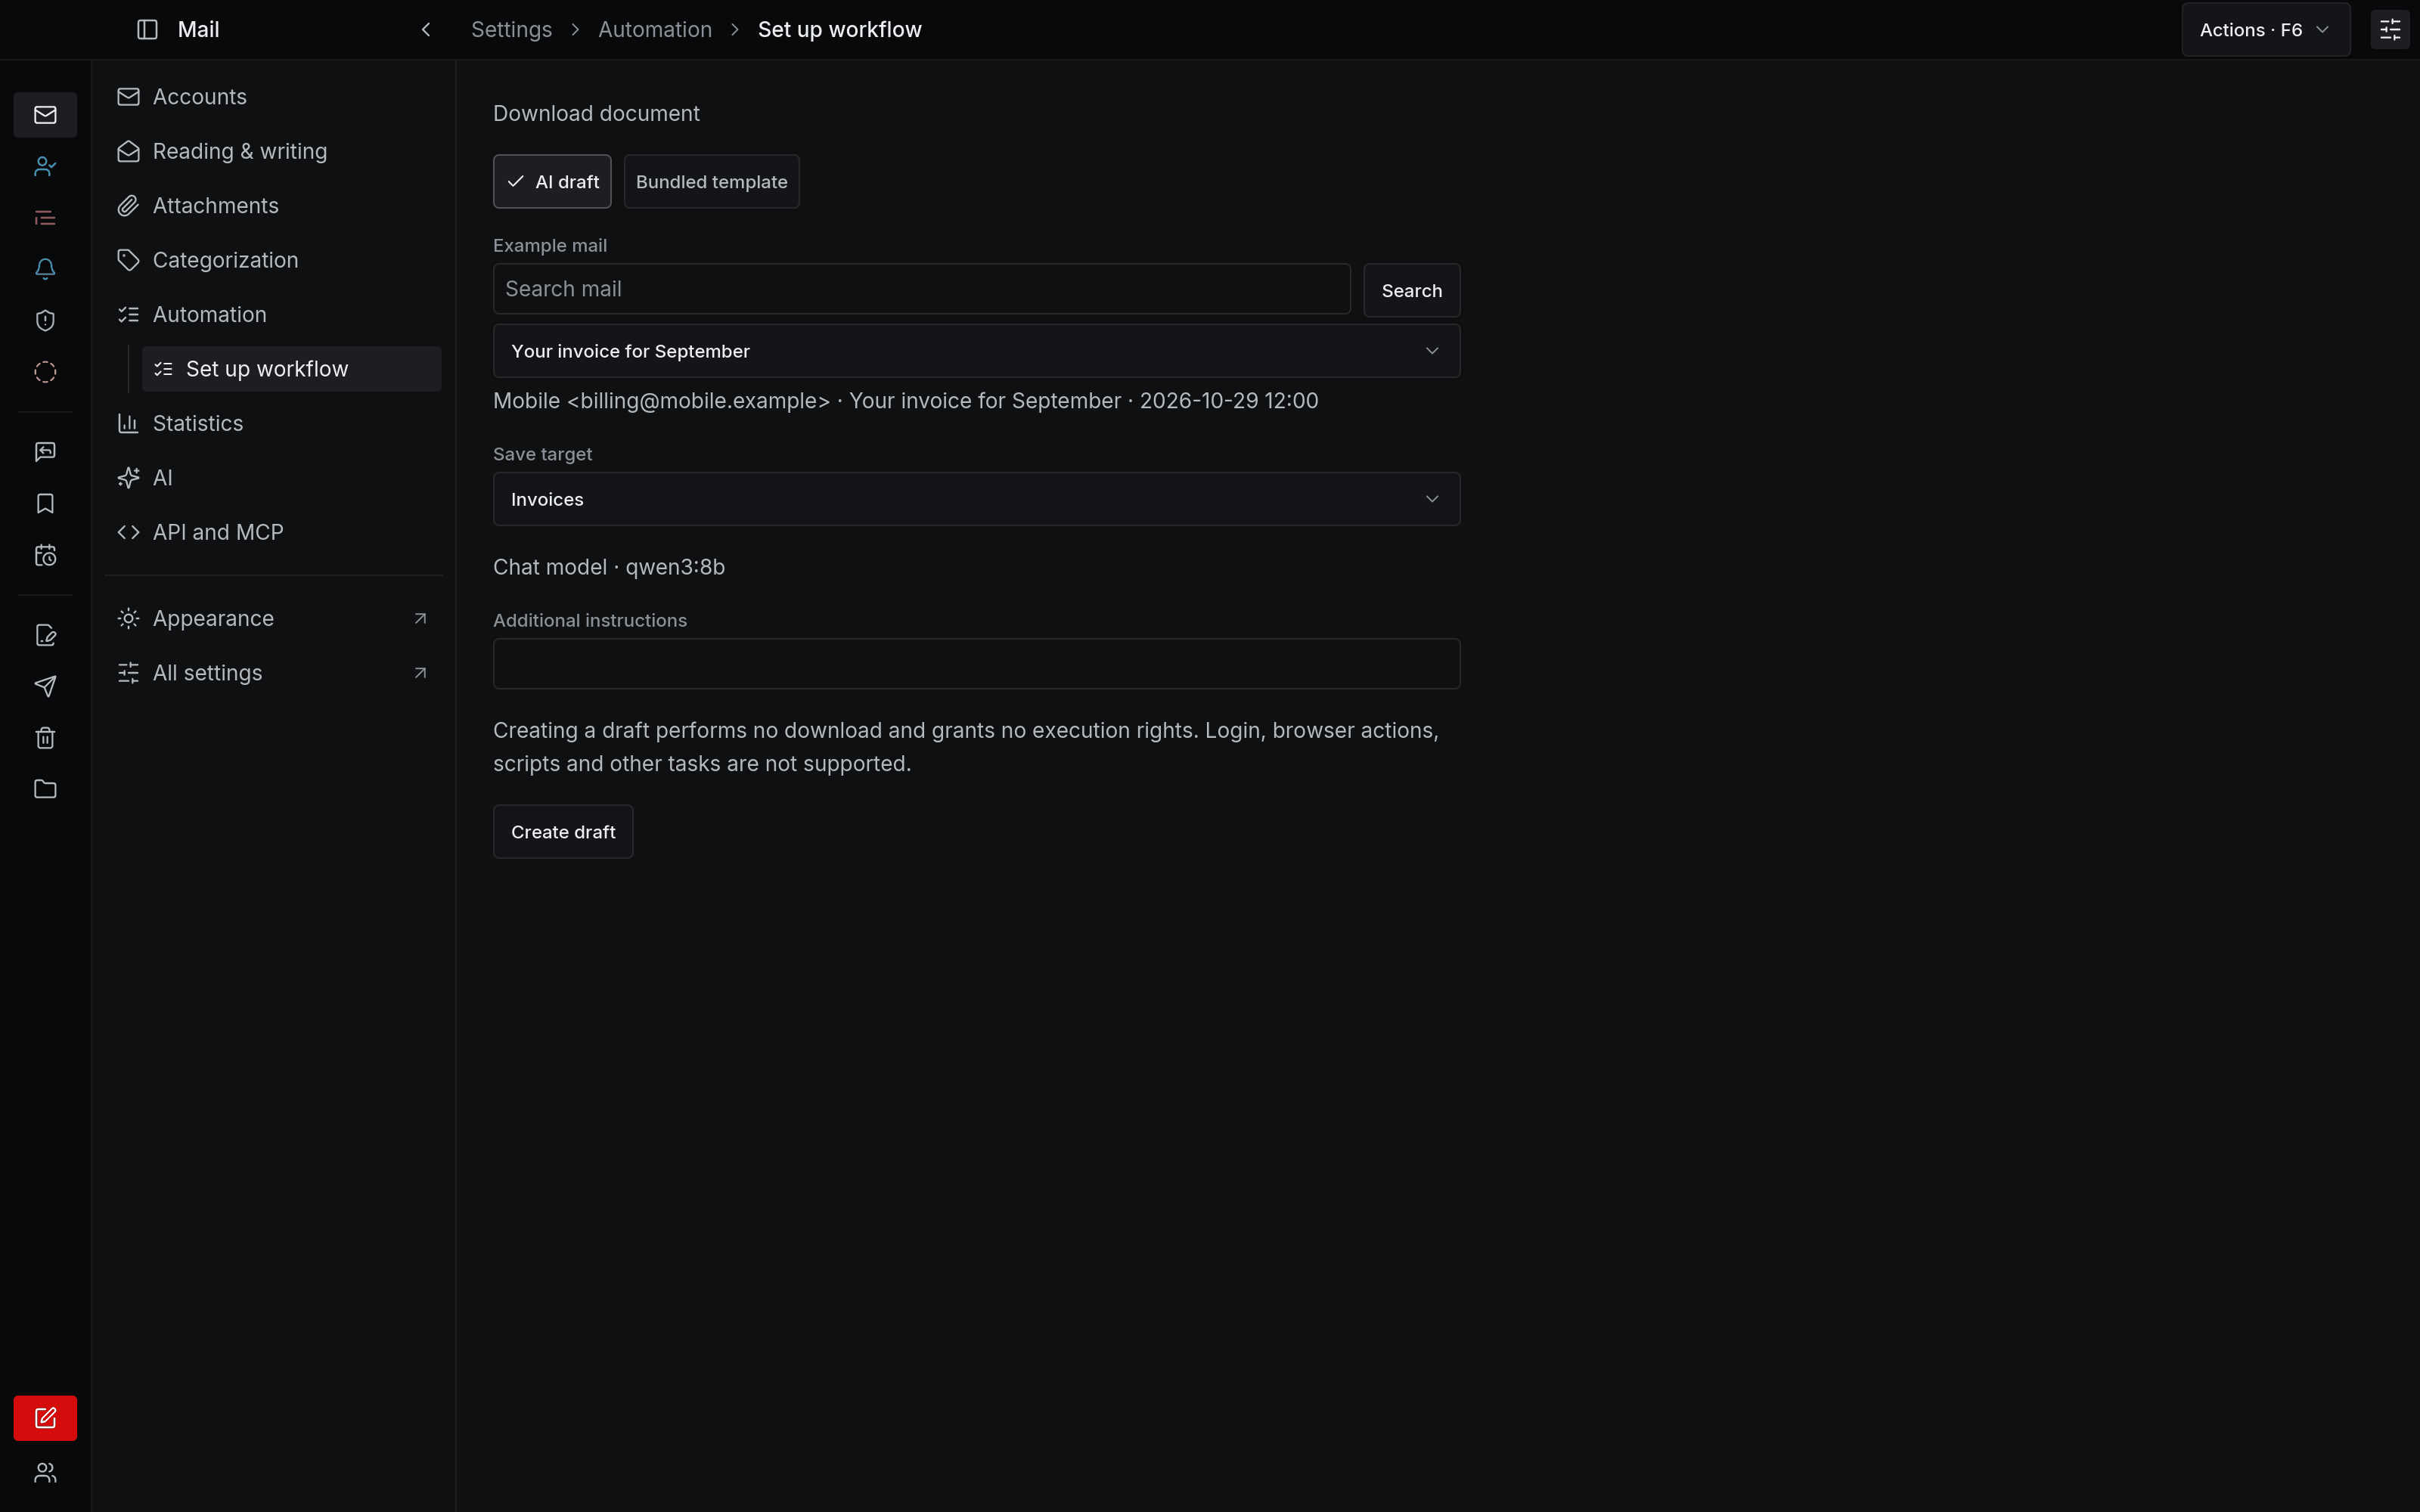 Mail
Settings > Automation > Set up workflow
Actions · F6
Accounts
Reading & writing
Attachments
Categorization
Automation
Set up workflow
Statistics
AI
API and MCP
Appearance
All settings
Download document
AI draft
Bundled template
Example mail
Search mail
Search
Your invoice for September
Mobile <billing@mobile.example> · Your invoice for September · 2026-10-29 12:00
Save target
Invoices
Chat model · qwen3:8b
Additional instructions
Creating a draft performs no download and grants no execution rights. Login, browser actions,
scripts and other tasks are not supported.
Create draft